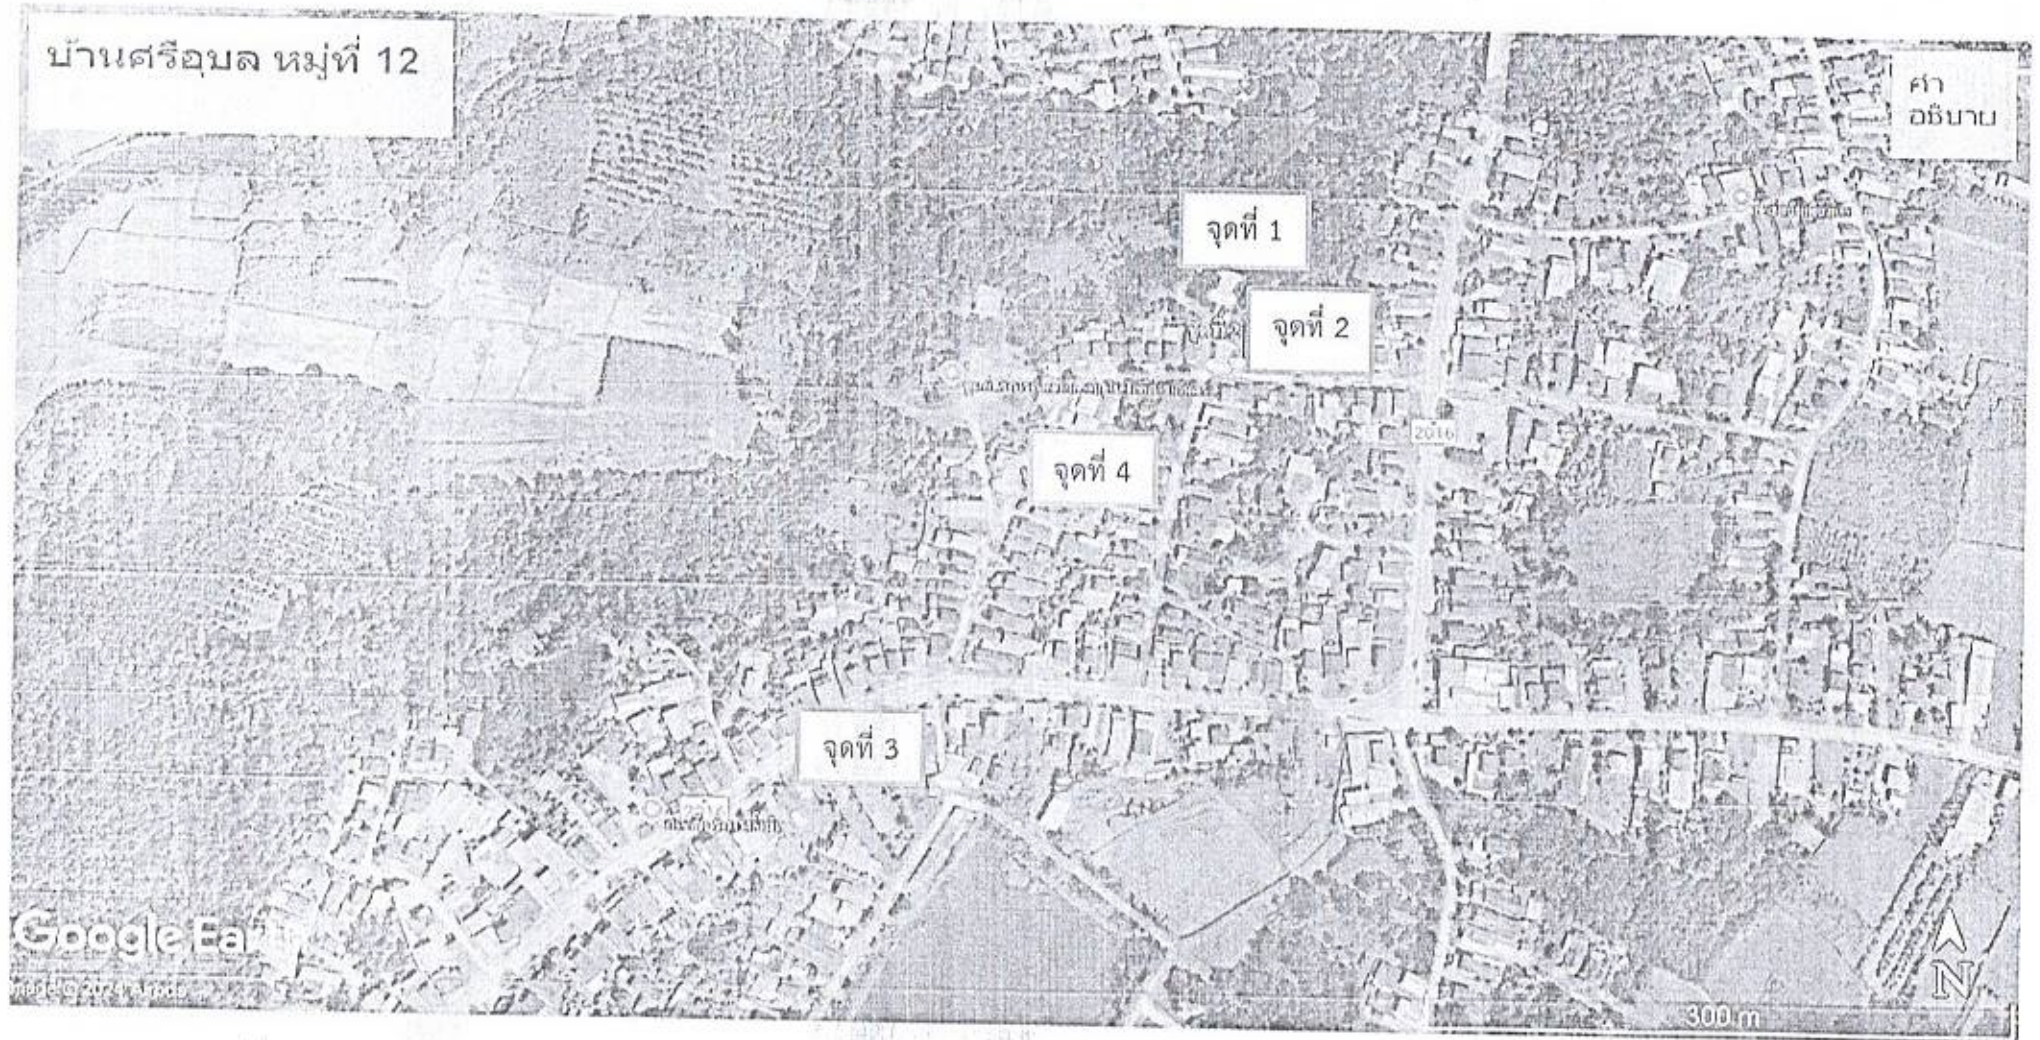 บ้านศรีอุบล หมู่ที่ 12
คำ
อธิบาย
จุดที่ 1
จุดที่ 2
2016
จุดที่ 4
จุดที่ 3
Google Ea
300 m
N